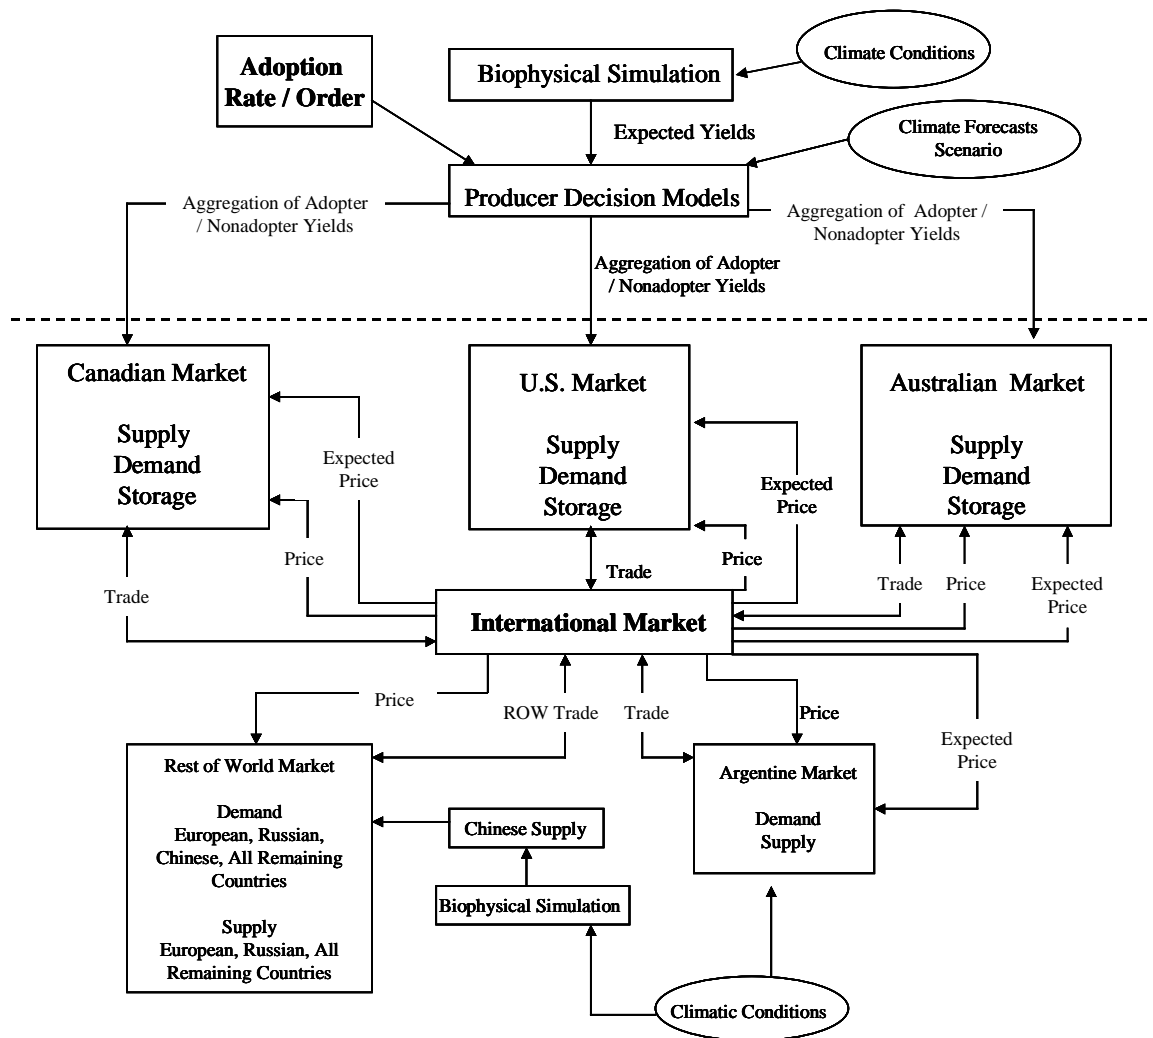 Adoption
Rate / Order
Biophysical Simulation
Climate Conditions
Expected Yields
Climate Forecasts
Scenario
Producer Decision Models
Aggregation of Adopter
/ Nonadopter Yields
Aggregation of Adopter
/ Nonadopter Yields
Aggregation of Adopter /
Nonadopter Yields
Canadian Market
Supply
Demand
Storage
U.S. Market
Supply
Demand
Storage
Australian Market
Supply
Demand
Storage
Expected
Price
Expected
Price
Price
Trade
Trade
Price
Trade
Price
Expected
Price
International Market
Price
ROW Trade
Trade
Price
Expected
Price
Rest of World Market
Demand
European, Russian,
Chinese, All Remaining
Countries
Supply
European, Russian, All
Remaining Countries
Chinese Supply
Biophysical Simulation
Argentine Market
Demand
Supply
Climatic Conditions